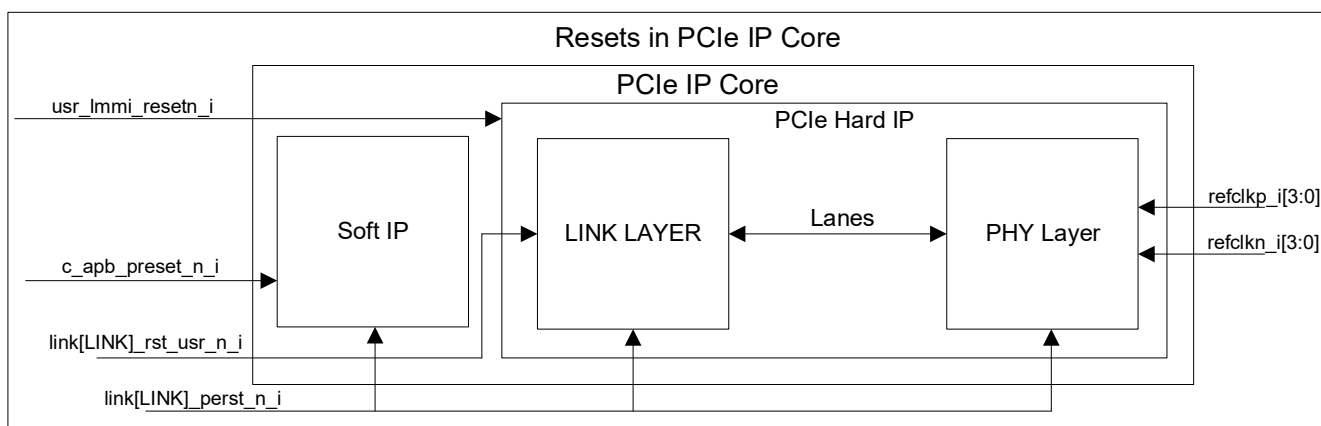 Resets in PCIe IP Core
PCIe IP Core
usr_lmmi_resetn_i
PCIe Hard IP
Soft IP
LINK LAYER
Lanes
PHY Layer
refclkp_i[3:0]
refclkn_i[3:0]
c_apb_preset_n_i
link[LINK]_rst_usr_n_i
link[LINK]_perst_n_i